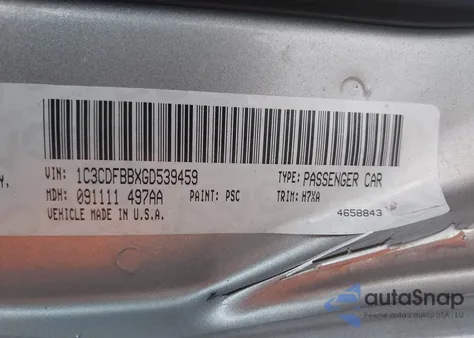 Y,
VIN: 1C3CDFBBXGD539459 TYPE: PASSENGER CAR
MDH: 091111 497AA PAINT: PSC TRIM: H7XA
VEHICLE MADE IN U.S.A. 4658843
autoSnap